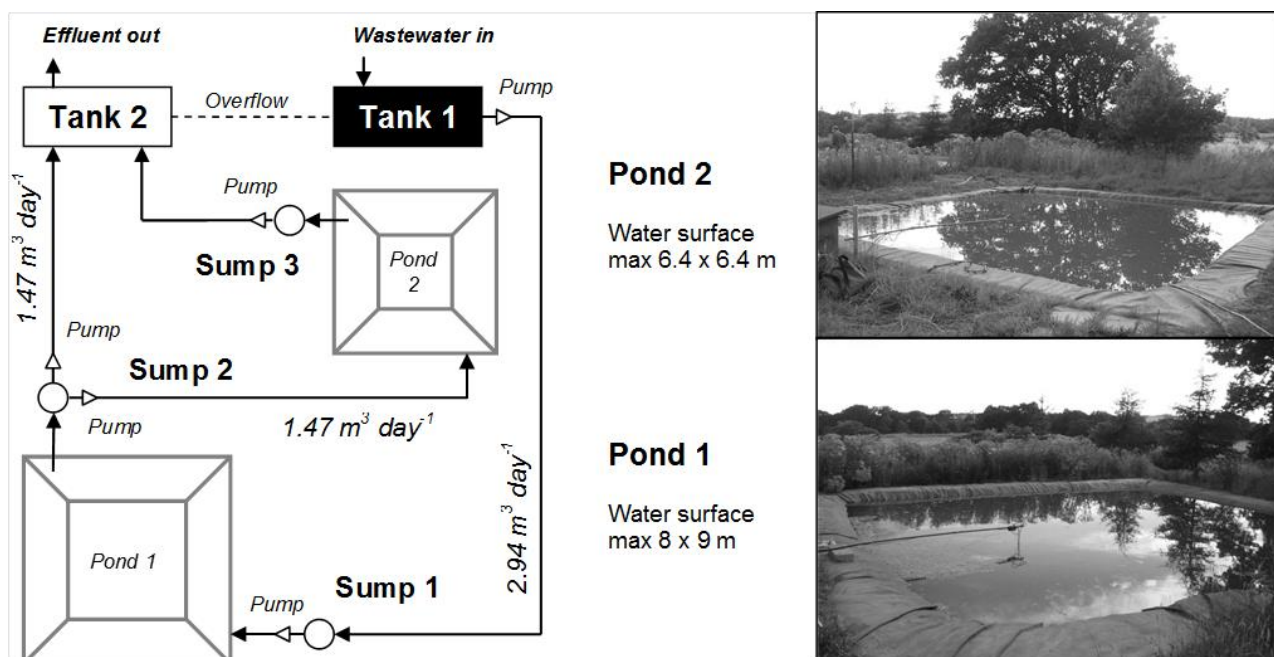 Effluent out
Wastewater in
Pump
Tank 2
Overflow
Tank 1
1.47 m³ day⁻¹
Pump
Sump 3
Pond
2
Pump
Sump 2
1.47 m³ day⁻¹
Pump
2.94 m³ day⁻¹
Pond 1
Pump
Sump 1
Pond 2
Water surface
max 6.4 x 6.4 m
Pond 1
Water surface
max 8 x 9 m